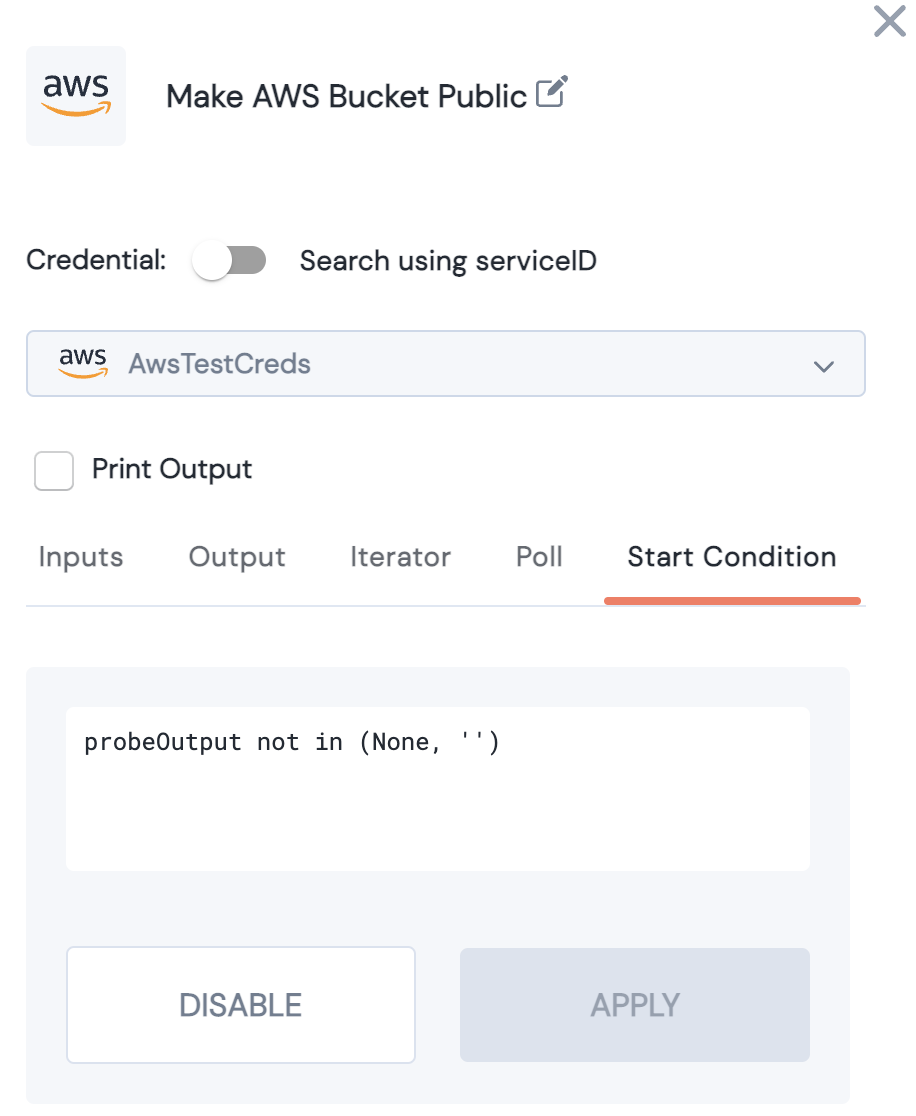 aws
Make AWS Bucket Public
Credential:
Search using serviceID
aws AwsTestCreds
Print Output
Inputs Output Iterator Poll Start Condition
probeOutput not in (None, '')
DISABLE APPLY